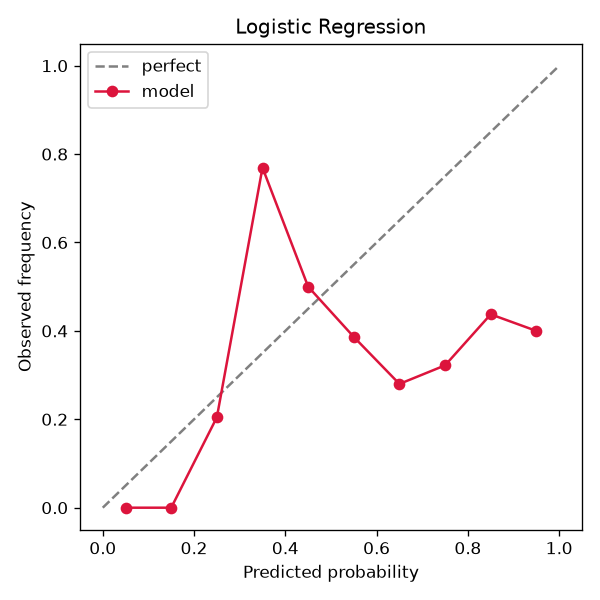 Logistic Regression
perfect
model
1.0
0.8
0.6
0.4
0.2
0.0
Observed frequency
0.0 0.2 0.4 0.6 0.8 1.0
Predicted probability